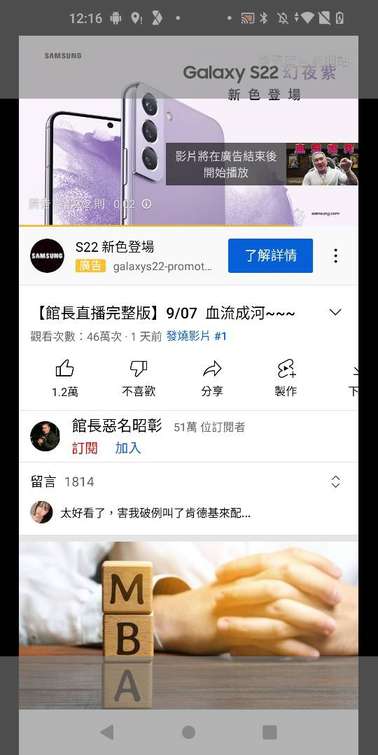 12:16
SAMSUNG
Galaxy S22 幻夜紫
新色登場
影片將在廣告結束後
開始播放
0:02
samsung.com
SAMSUNG
S22 新色登場
廣告 galaxys22-promot...
了解詳情
【館長直播完整版】9/07 血流成河~~~
觀看次數：46萬次 · 1 天前 發燒影片 #1
1.2萬 不喜歡 分享 製作 下
館長惡名昭彰 51萬 位訂閱者
訂閱 加入
留言 1814
太好看了，害我破例叫了肯德基來配...
M
B
A